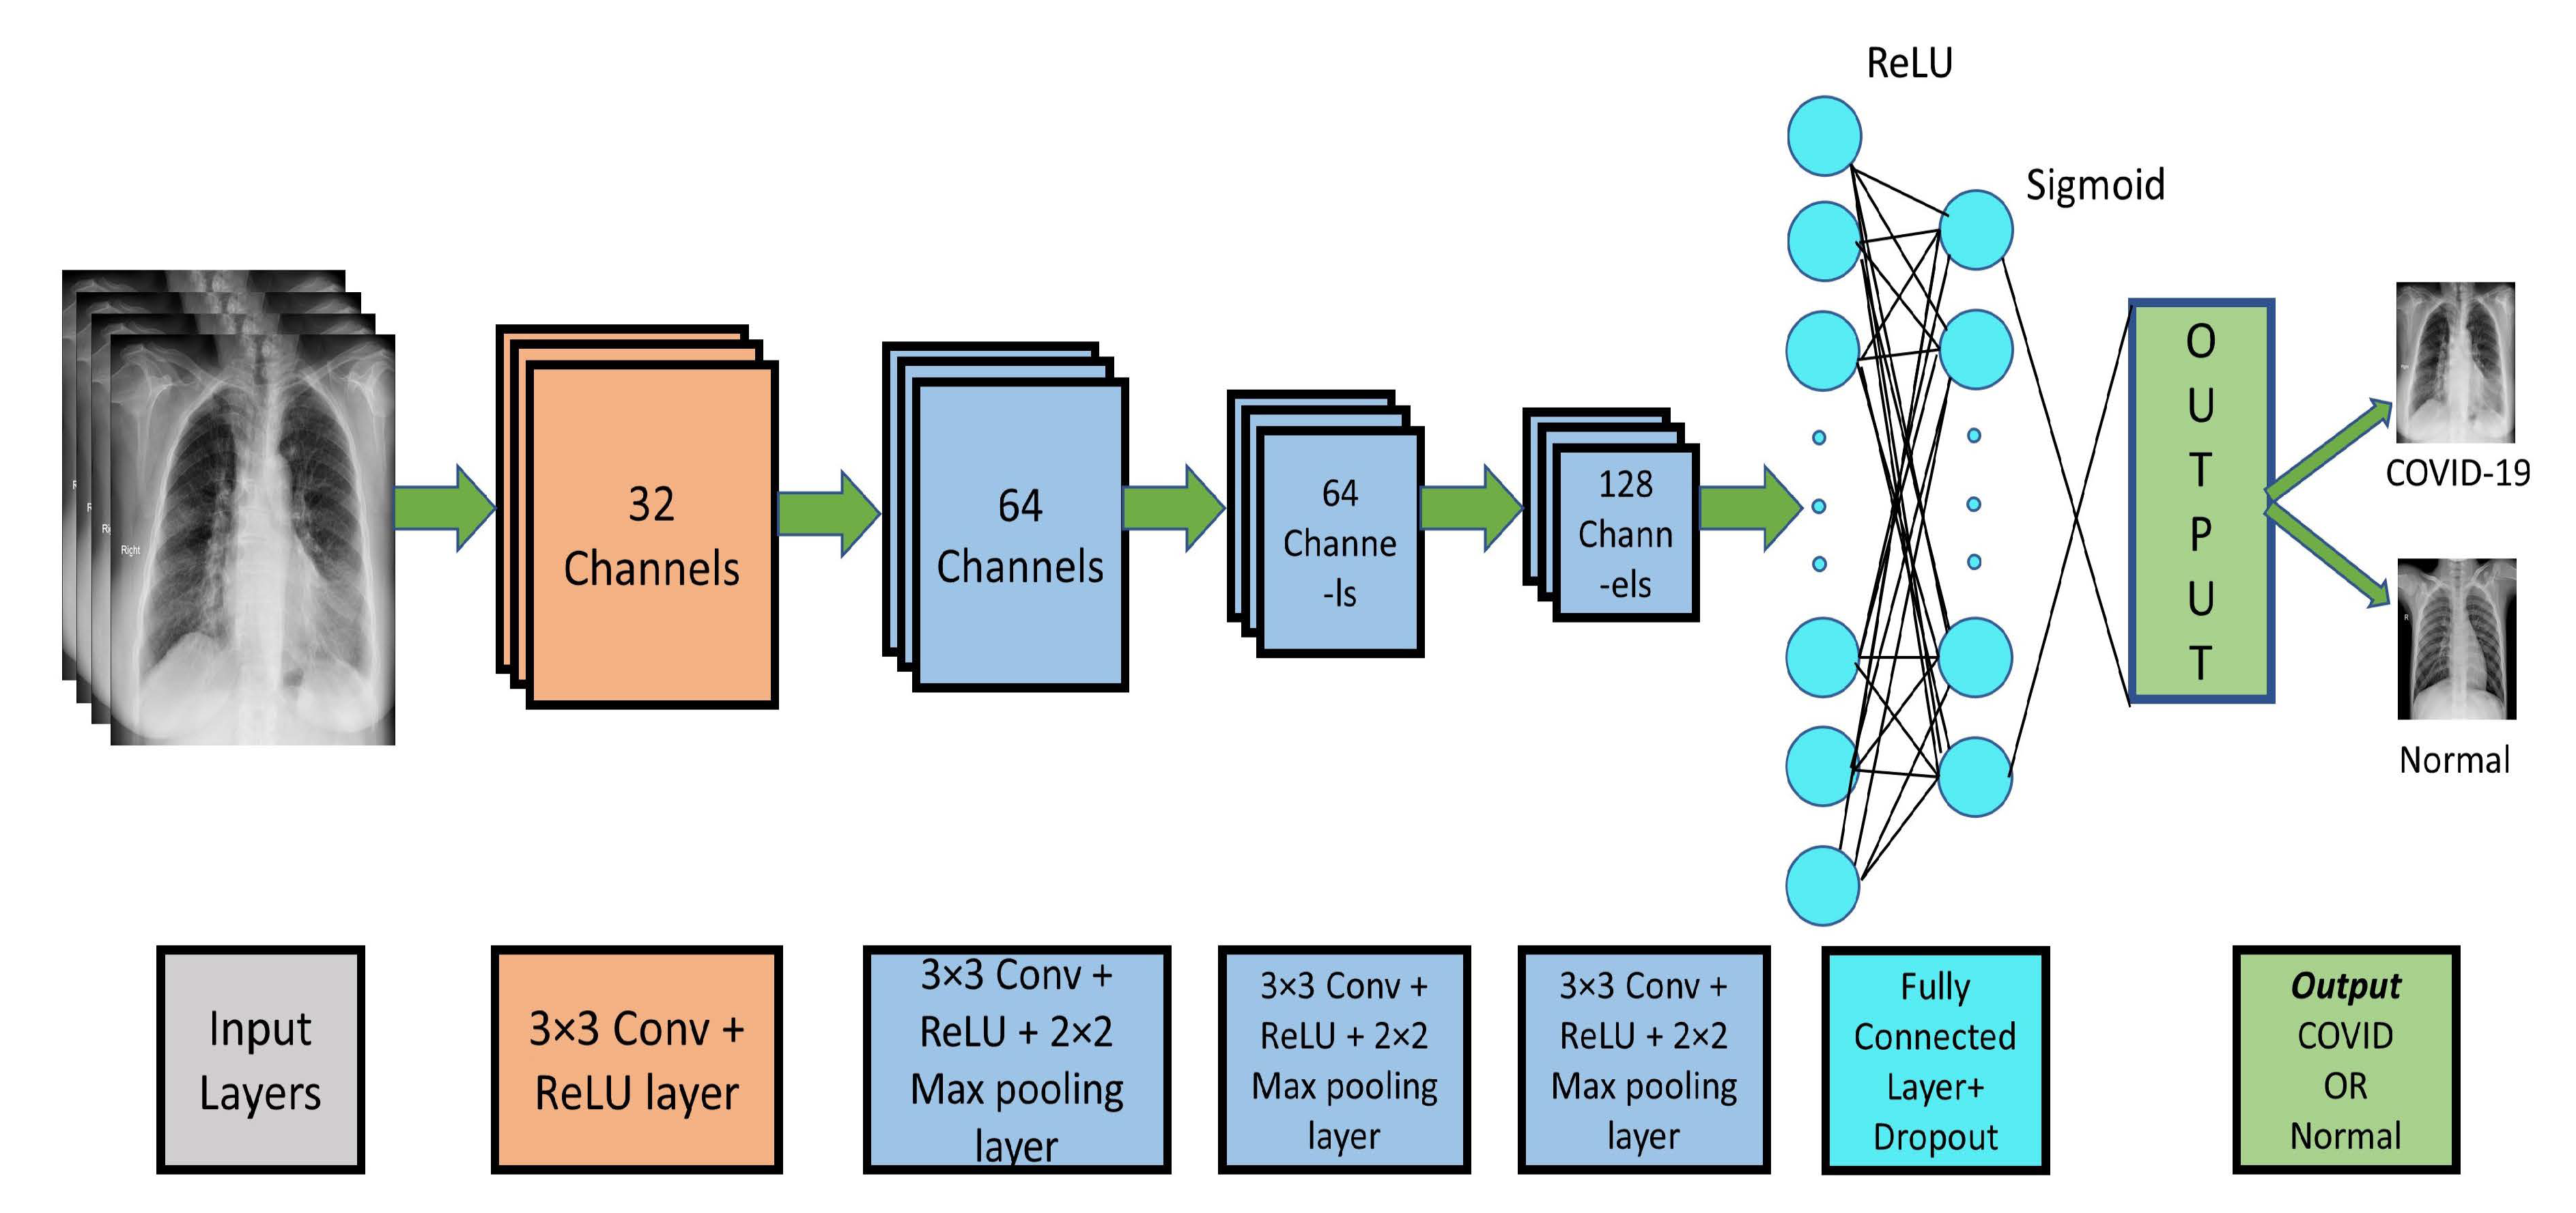 ReLU
Sigmoid
R
R
Ri
Right
32
Channels
64
Channels
64
Channe
-ls
128
Chann
-els
O
U
T
P
U
T
COVID-19
R
Normal
Input
Layers
3×3 Conv +
ReLU layer
3×3 Conv +
ReLU + 2×2
Max pooling
layer
3×3 Conv +
ReLU + 2×2
Max pooling
layer
3×3 Conv +
ReLU + 2×2
Max pooling
layer
Fully
Connected
Layer+
Dropout
Output
COVID
OR
Normal